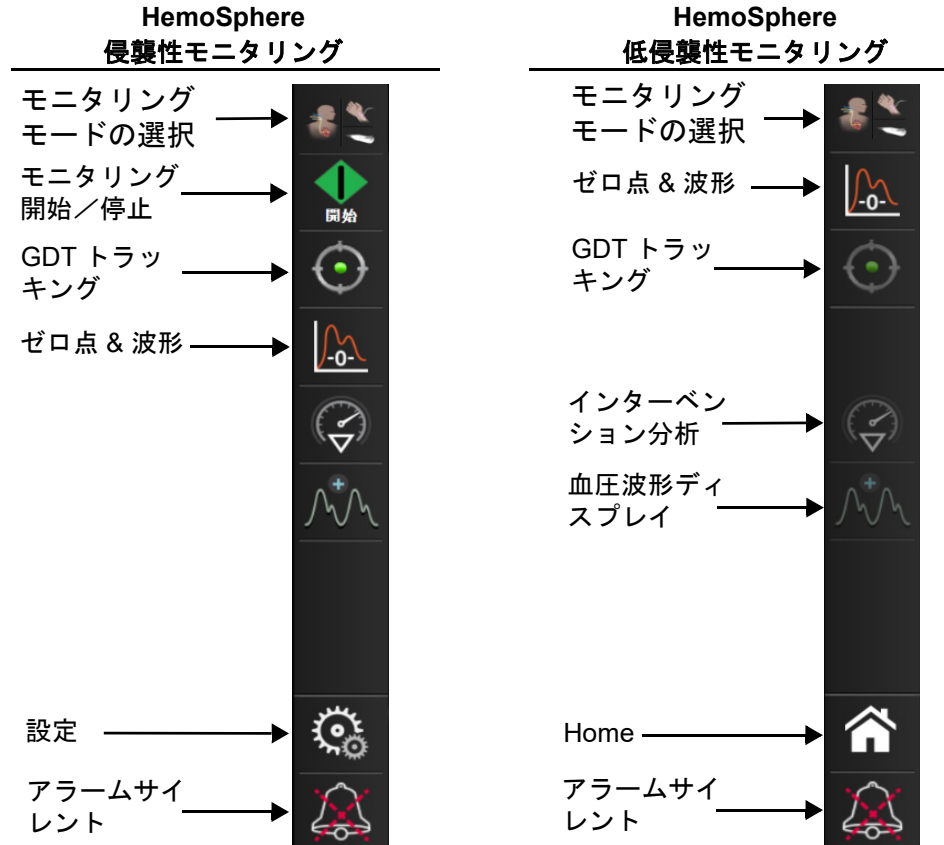 HemoSphere
侵襲性モニタリング
モニタリング
モードの選択
モニタリング
開始／停止
開始
GDT トラッ
キング
ゼロ点 & 波形
-0-
設定
アラームサイ
レント
HemoSphere
低侵襲性モニタリング
モニタリング
モードの選択
ゼロ点 & 波形
-0-
GDT トラッ
キング
インターベン
ション分析
血圧波形ディ
スプレイ
Home
アラームサイ
レント